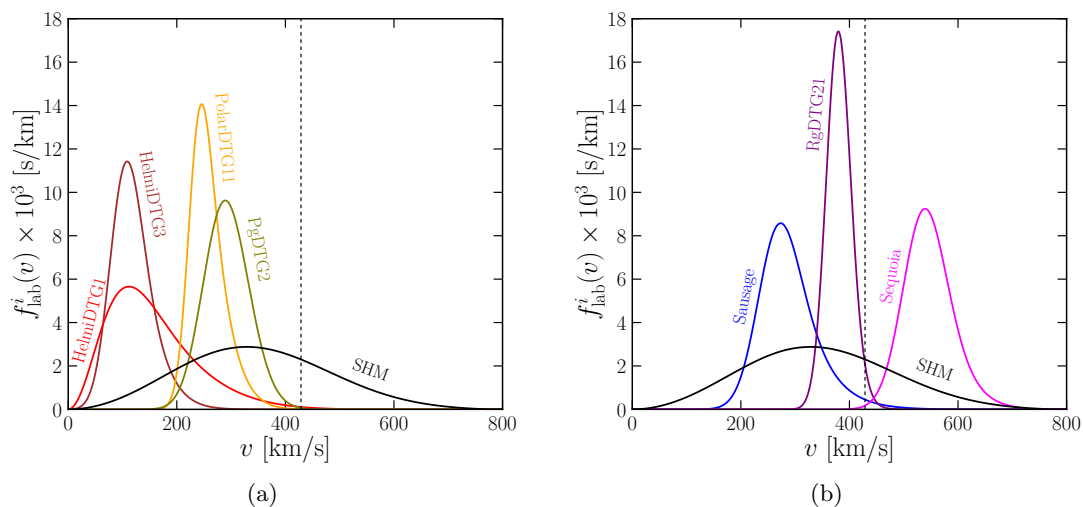 18
16
14
12
10
8
6
4
2
0
0
200
400
600
800
f^i_lab(v) × 10^3 [s/km]
v [km/s]
HelmiDTG1
HelmiDTG3
PolarDTG11
PgDTG2
SHM
(a)
18
16
14
12
10
8
6
4
2
0
0
200
400
600
800
f^i_lab(v) × 10^3 [s/km]
v [km/s]
Sausage
RgDTG21
Sequoia
SHM
(b)